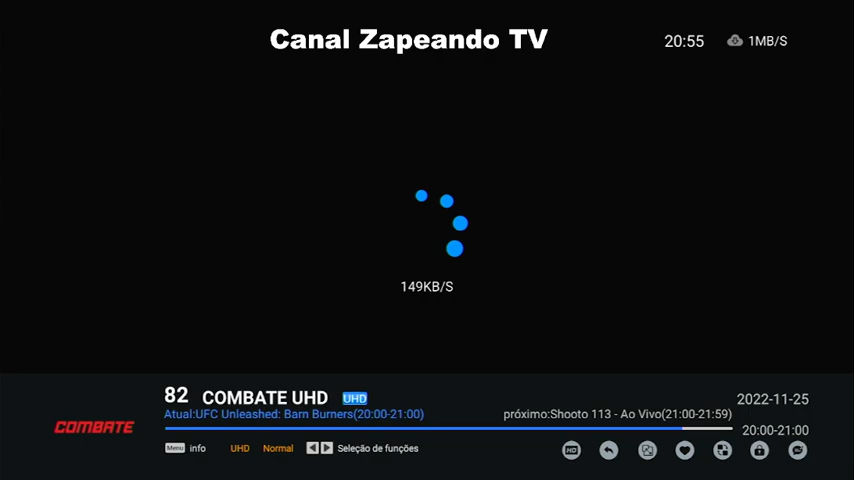 Canal Zapeando TV
20:55
1MB/S
149KB/S
82 COMBATE UHD UHD
2022-11-25
Atual:UFC Unleashed: Barn Burners(20:00-21:00)
próximo:Shooto 113 - Ao Vivo(21:00-21:59)
COMBATE
20:00-21:00
Menu info UHD Normal Seleção de funções
HD